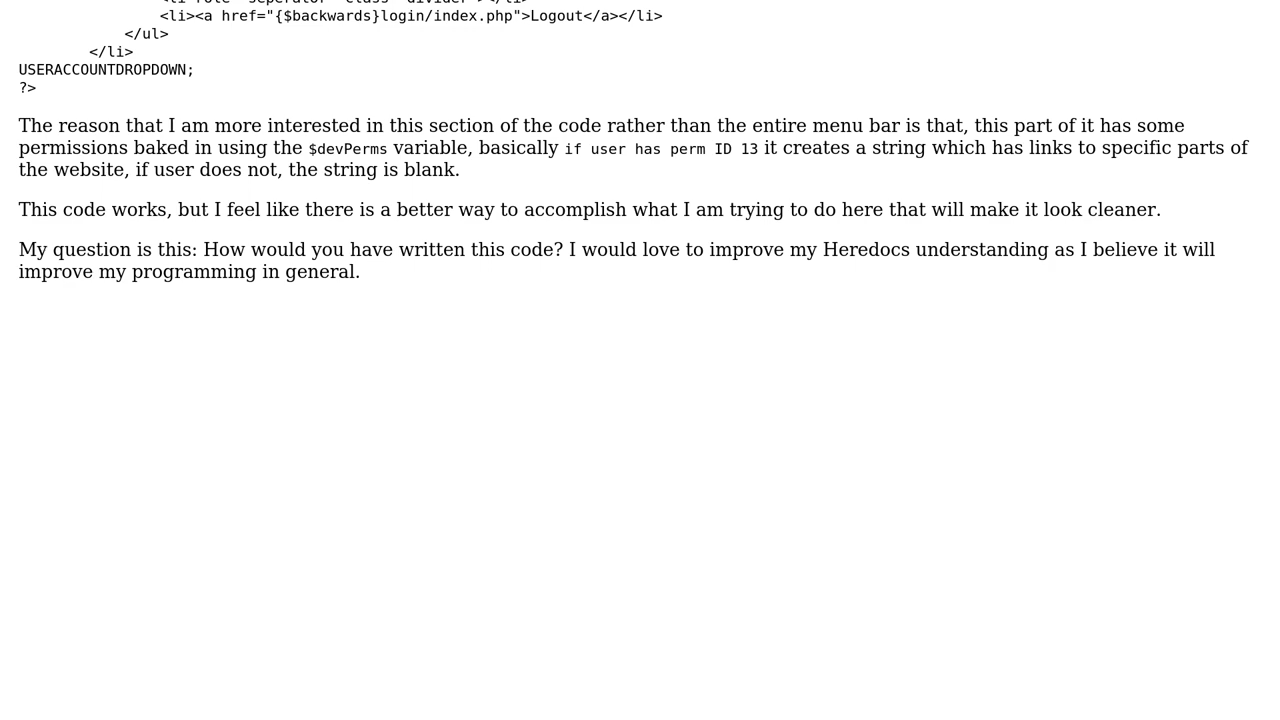 <li><a href="{$backwards}login/index.php">Logout</a></li>
</ul>
</li>
USERACCOUNTDROPDOWN;
?>
The reason that I am more interested in this section of the code rather than the entire menu bar is that, this part of it has some
permissions baked in using the $devPerms variable, basically if user has perm ID 13 it creates a string which has links to specific parts of
the website, if user does not, the string is blank.
This code works, but I feel like there is a better way to accomplish what I am trying to do here that will make it look cleaner.
My question is this: How would you have written this code? I would love to improve my Heredocs understanding as I believe it will
improve my programming in general.